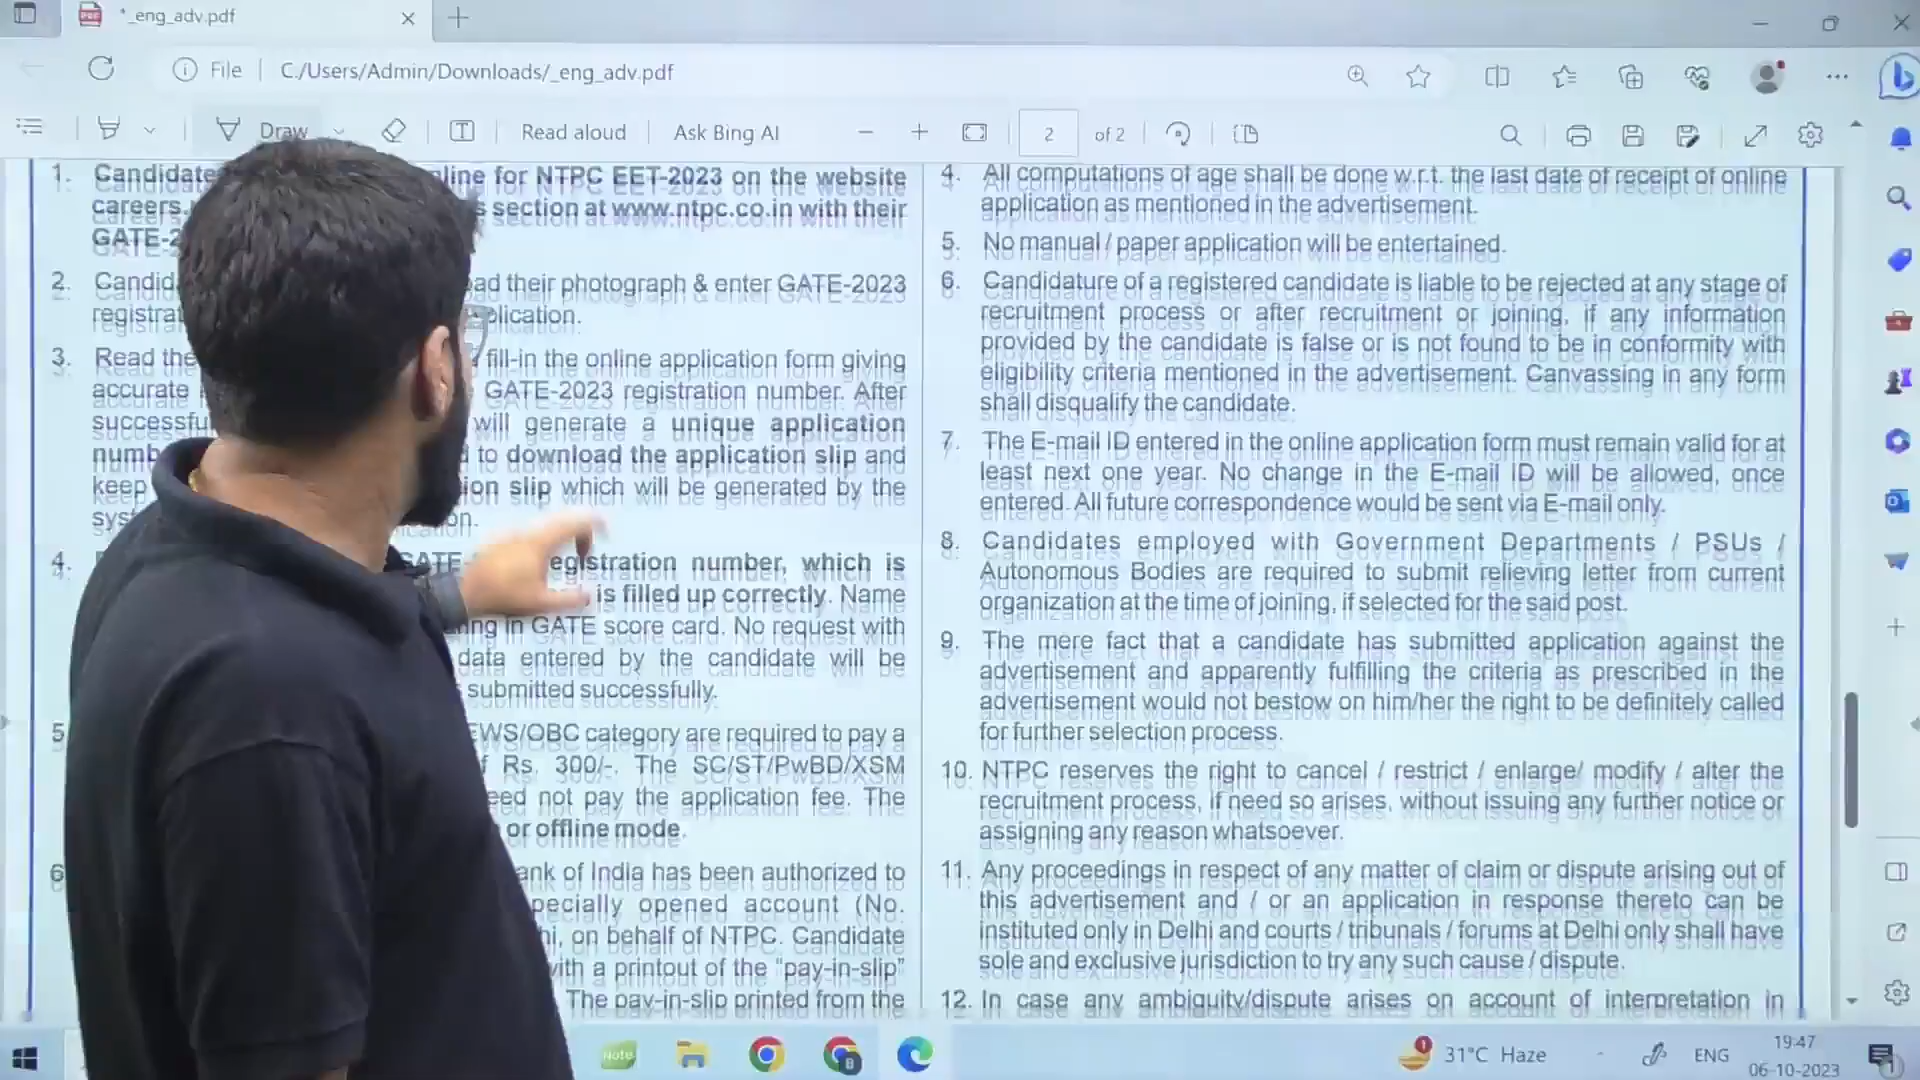 *_eng_adv.pdf
File
C:/Users/Admin/Downloads/_eng_adv.pdf
Draw
Read aloud
Ask Bing AI
2
of 2
1. Candidate line for NTPC EET-2023 on the website
careers. section at www.ntpc.co.in with their
GATE-2
2. Candid ad their photograph & enter GATE-2023
registrat plication.
3. Read the fill-in the online application form giving
accurate GATE-2023 registration number. After
successful will generate a unique application
numb to download the application slip and
keep ion slip which will be generated by the
sys
4. GATE- egistration number, which is
is filled up correctly. Name
ing in GATE score card. No request with
data entered by the candidate will be
submitted successfully.
5 EWS/OBC category are required to pay a
f Rs. 300/-. The SC/ST/PwBD/XSM
eed not pay the application fee. The
or offline mode.
6 ank of India has been authorized to
pecially opened account (No.
hi, on behalf of NTPC. Candidate
with a printout of the "pay-in-slip"
The pay-in-slip printed from the
4. All computations of age shall be done w.r.t. the last date of receipt of online
application as mentioned in the advertisement.
5. No manual / paper application will be entertained.
6. Candidature of a registered candidate is liable to be rejected at any stage of
recruitment process or after recruitment or joining, if any information
provided by the candidate is false or is not found to be in conformity with
eligibility criteria mentioned in the advertisement. Canvassing in any form
shall disqualify the candidate.
7. The E-mail ID entered in the online application form must remain valid for at
least next one year. No change in the E-mail ID will be allowed, once
entered. All future correspondence would be sent via E-mail only.
8. Candidates employed with Government Departments / PSUs /
Autonomous Bodies are required to submit relieving letter from current
organization at the time of joining, if selected for the said post.
9. The mere fact that a candidate has submitted application against the
advertisement and apparently fulfilling the criteria as prescribed in the
advertisement would not bestow on him/her the right to be definitely called
for further selection process.
10. NTPC reserves the right to cancel / restrict / enlarge/ modify / alter the
recruitment process, if need so arises, without issuing any further notice or
assigning any reason whatsoever.
11. Any proceedings in respect of any matter of claim or dispute arising out of
this advertisement and / or an application in response thereto can be
instituted only in Delhi and courts / tribunals / forums at Delhi only shall have
sole and exclusive jurisdiction to try any such cause / dispute.
12. In case any ambiguity/dispute arises on account of interpretation in
Note
31°C Haze
ENG
19:47
06-10-2023